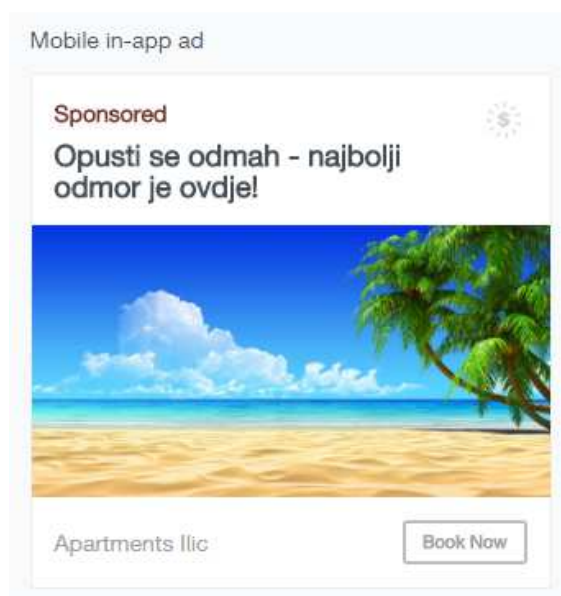 Mobile in-app ad
Sponsored
$
Opusti se odmah - najbolji
odmor je ovdje!
Apartments Ilic
Book Now